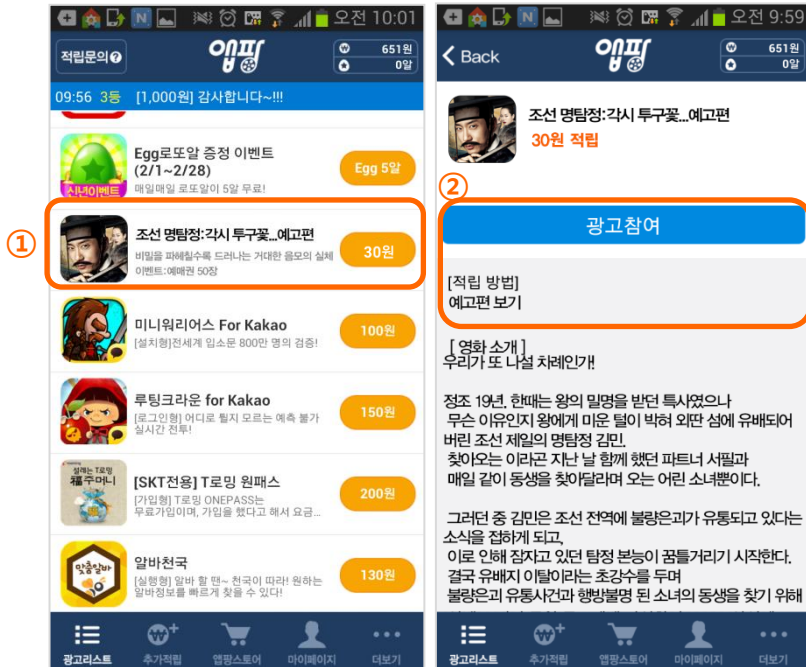 오전 10:01
적립문의?
앱팡
651원
0알
09:56 3등 [1,000원] 감사합니다~!!!
신년이벤트
Egg로또알 증정 이벤트
(2/1~2/28)
매일매일 로또알이 5알 무료!
Egg 5알
①
조선 명탐정:각시 투구꽃...예고편
비밀을 파헤칠수록 드러나는 거대한 음모의 실체
이벤트:예매권 50장
30원
미니워리어스 For Kakao
[설치형]전세계 입소문 800만 명의 검증!
100원
루팅크라운 for Kakao
[로그인형] 어디로 튈지 모르는 예측 불가
실시간 전투!
150원
설레는 T로밍
福주머니
[SKT전용] T로밍 원패스
[가입형] T로밍 ONEPASS는
무료가입이며, 가입을 했다고 해서 요금...
200원
맞춤알바
알바천국
[실행형] 알바 할 땐~ 천국이 따라! 원하는
알바정보를 빠르게 찾을 수 있다!
130원
광고리스트
추가적립
앱팡스토어
마이페이지
더보기
오전 9:59
Back
앱팡
651원
0알
조선 명탐정:각시 투구꽃...예고편
30원 적립
②
광고참여
[적립 방법]
예고편 보기
[ 영화 소개 ]
우리가 또 나설 차례인가!
정조 19년. 한때는 왕의 밀명을 받던 특사였으나
무슨 이유인지 왕에게 미운 털이 박혀 외딴 섬에 유배되어
버린 조선 제일의 명탐정 김민.
찾아오는 이라곤 지난 날 함께 했던 파트너 서필과
매일 같이 동생을 찾아달라며 오는 어린 소녀뿐이다.
그러던 중 김민은 조선 전역에 불량은괴가 유통되고 있다는
소식을 접하게 되고,
이로 인해 잠자고 있던 탐정 본능이 꿈틀거리기 시작한다.
결국 유배지 이탈이라는 초강수를 두며
불량은괴 유통사건과 행방불명 된 소녀의 동생을 찾기 위해
광고리스트
추가적립
앱팡스토어
마이페이지
더보기